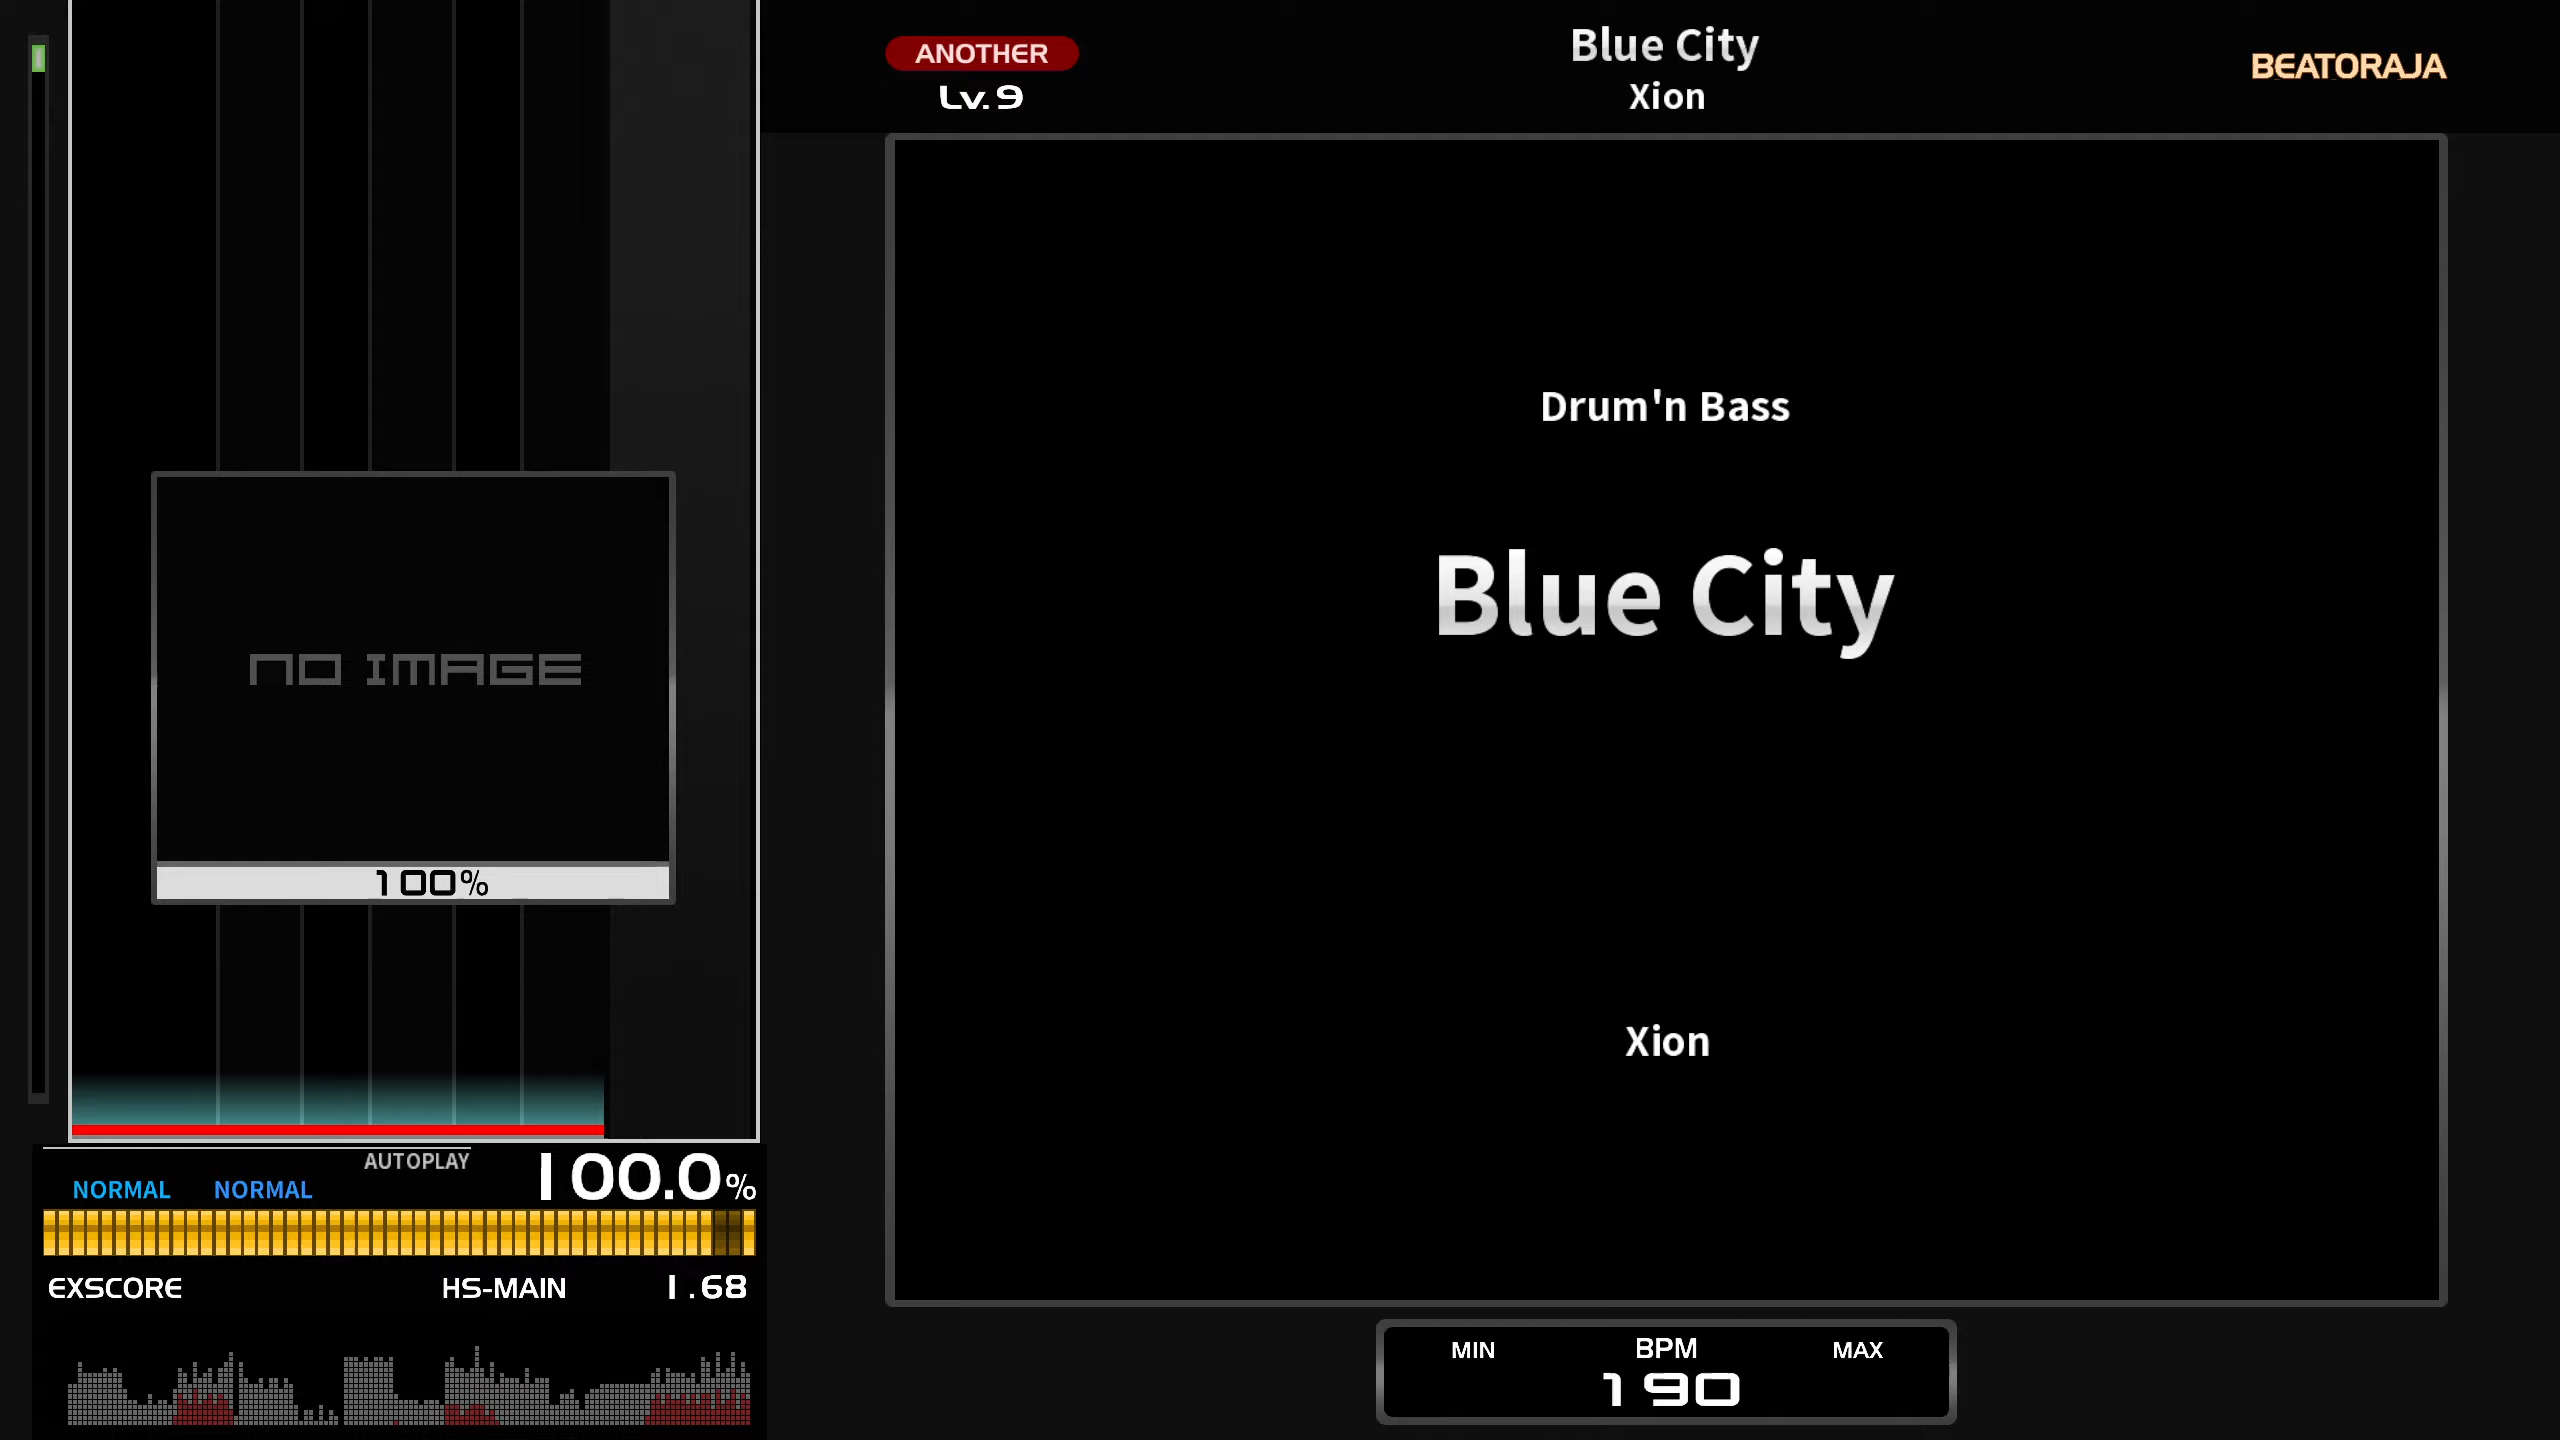 ANOTHER
Lv.9
Blue City
Xion
BEATORAJA
Drum'n Bass
Blue City
Xion
NO IMAGE
100%
AUTOPLAY
NORMAL NORMAL 100.0%
EXSCORE HS-MAIN 1.68
MIN BPM MAX
190